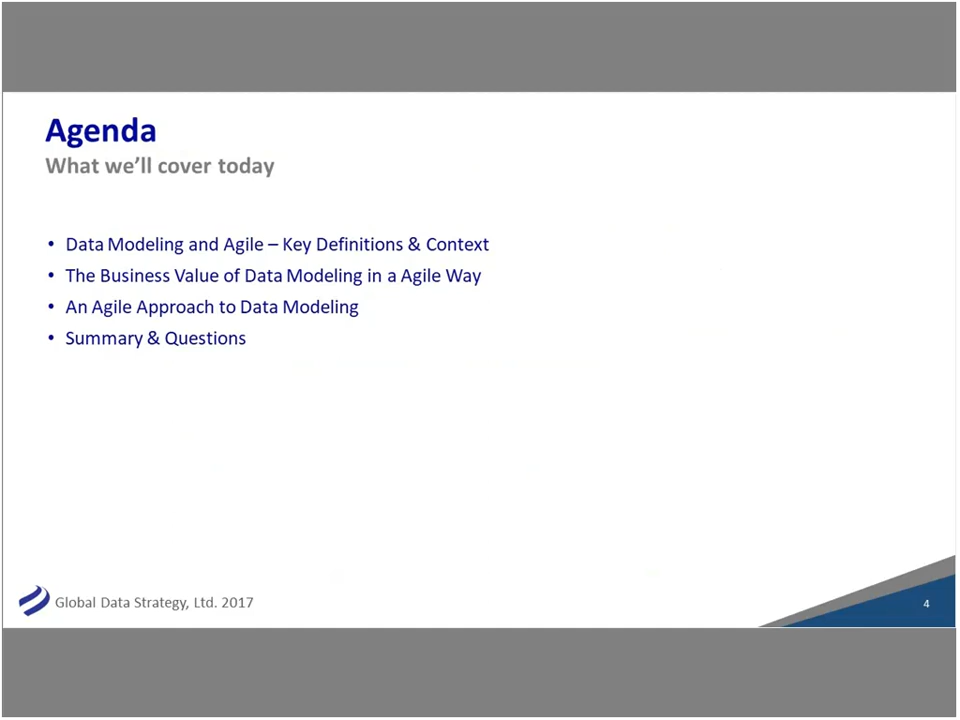 Agenda
What we’ll cover today
• Data Modeling and Agile – Key Definitions & Context
• The Business Value of Data Modeling in a Agile Way
• An Agile Approach to Data Modeling
• Summary & Questions
Global Data Strategy, Ltd. 2017
4